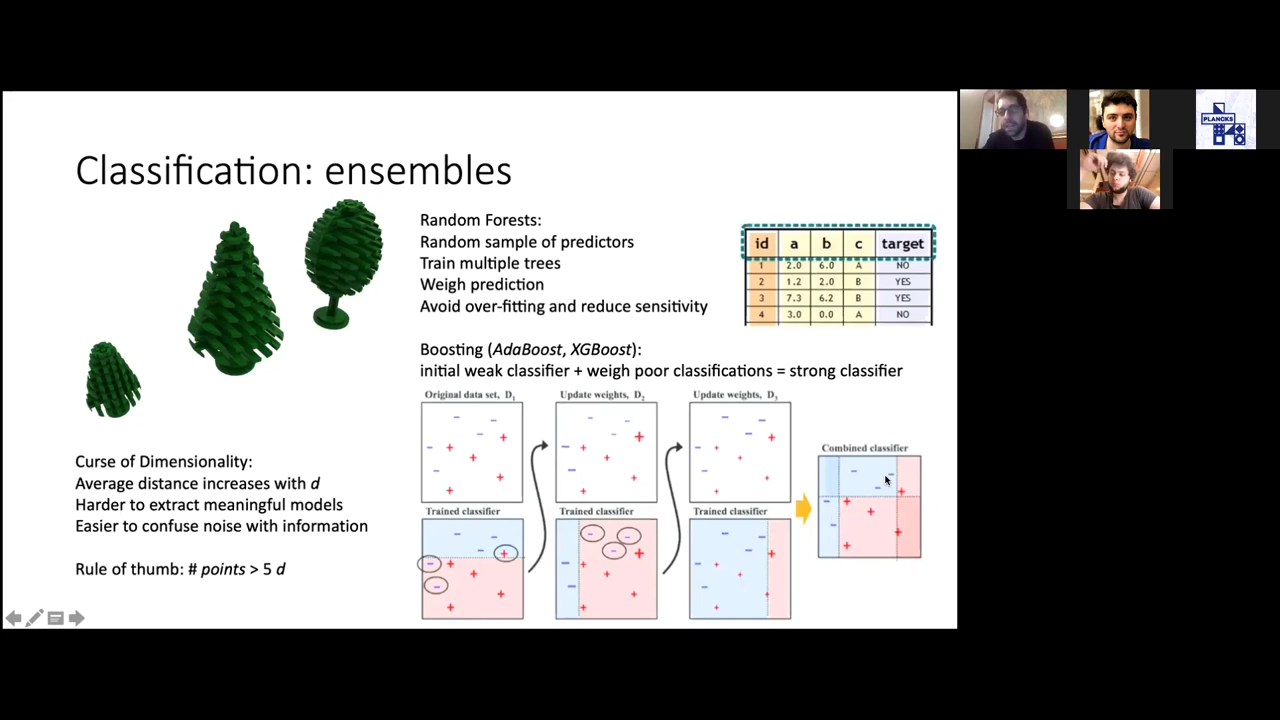 Classification: ensembles
Random Forests:
Random sample of predictors
Train multiple trees
Weigh prediction
Avoid over-fitting and reduce sensitivity
id a b c target
1 2.0 6.0 A NO
2 1.2 2.0 B YES
3 7.3 6.2 B YES
4 3.0 0.0 A NO
Boosting (AdaBoost, XGBoost):
initial weak classifier + weigh poor classifications = strong classifier
Original data set, D1
Update weights, D2
Update weights, D3
Combined classifier
Trained classifier
Trained classifier
Trained classifier
Curse of Dimensionality:
Average distance increases with d
Harder to extract meaningful models
Easier to confuse noise with information
Rule of thumb: # points > 5 d
PLANCKS